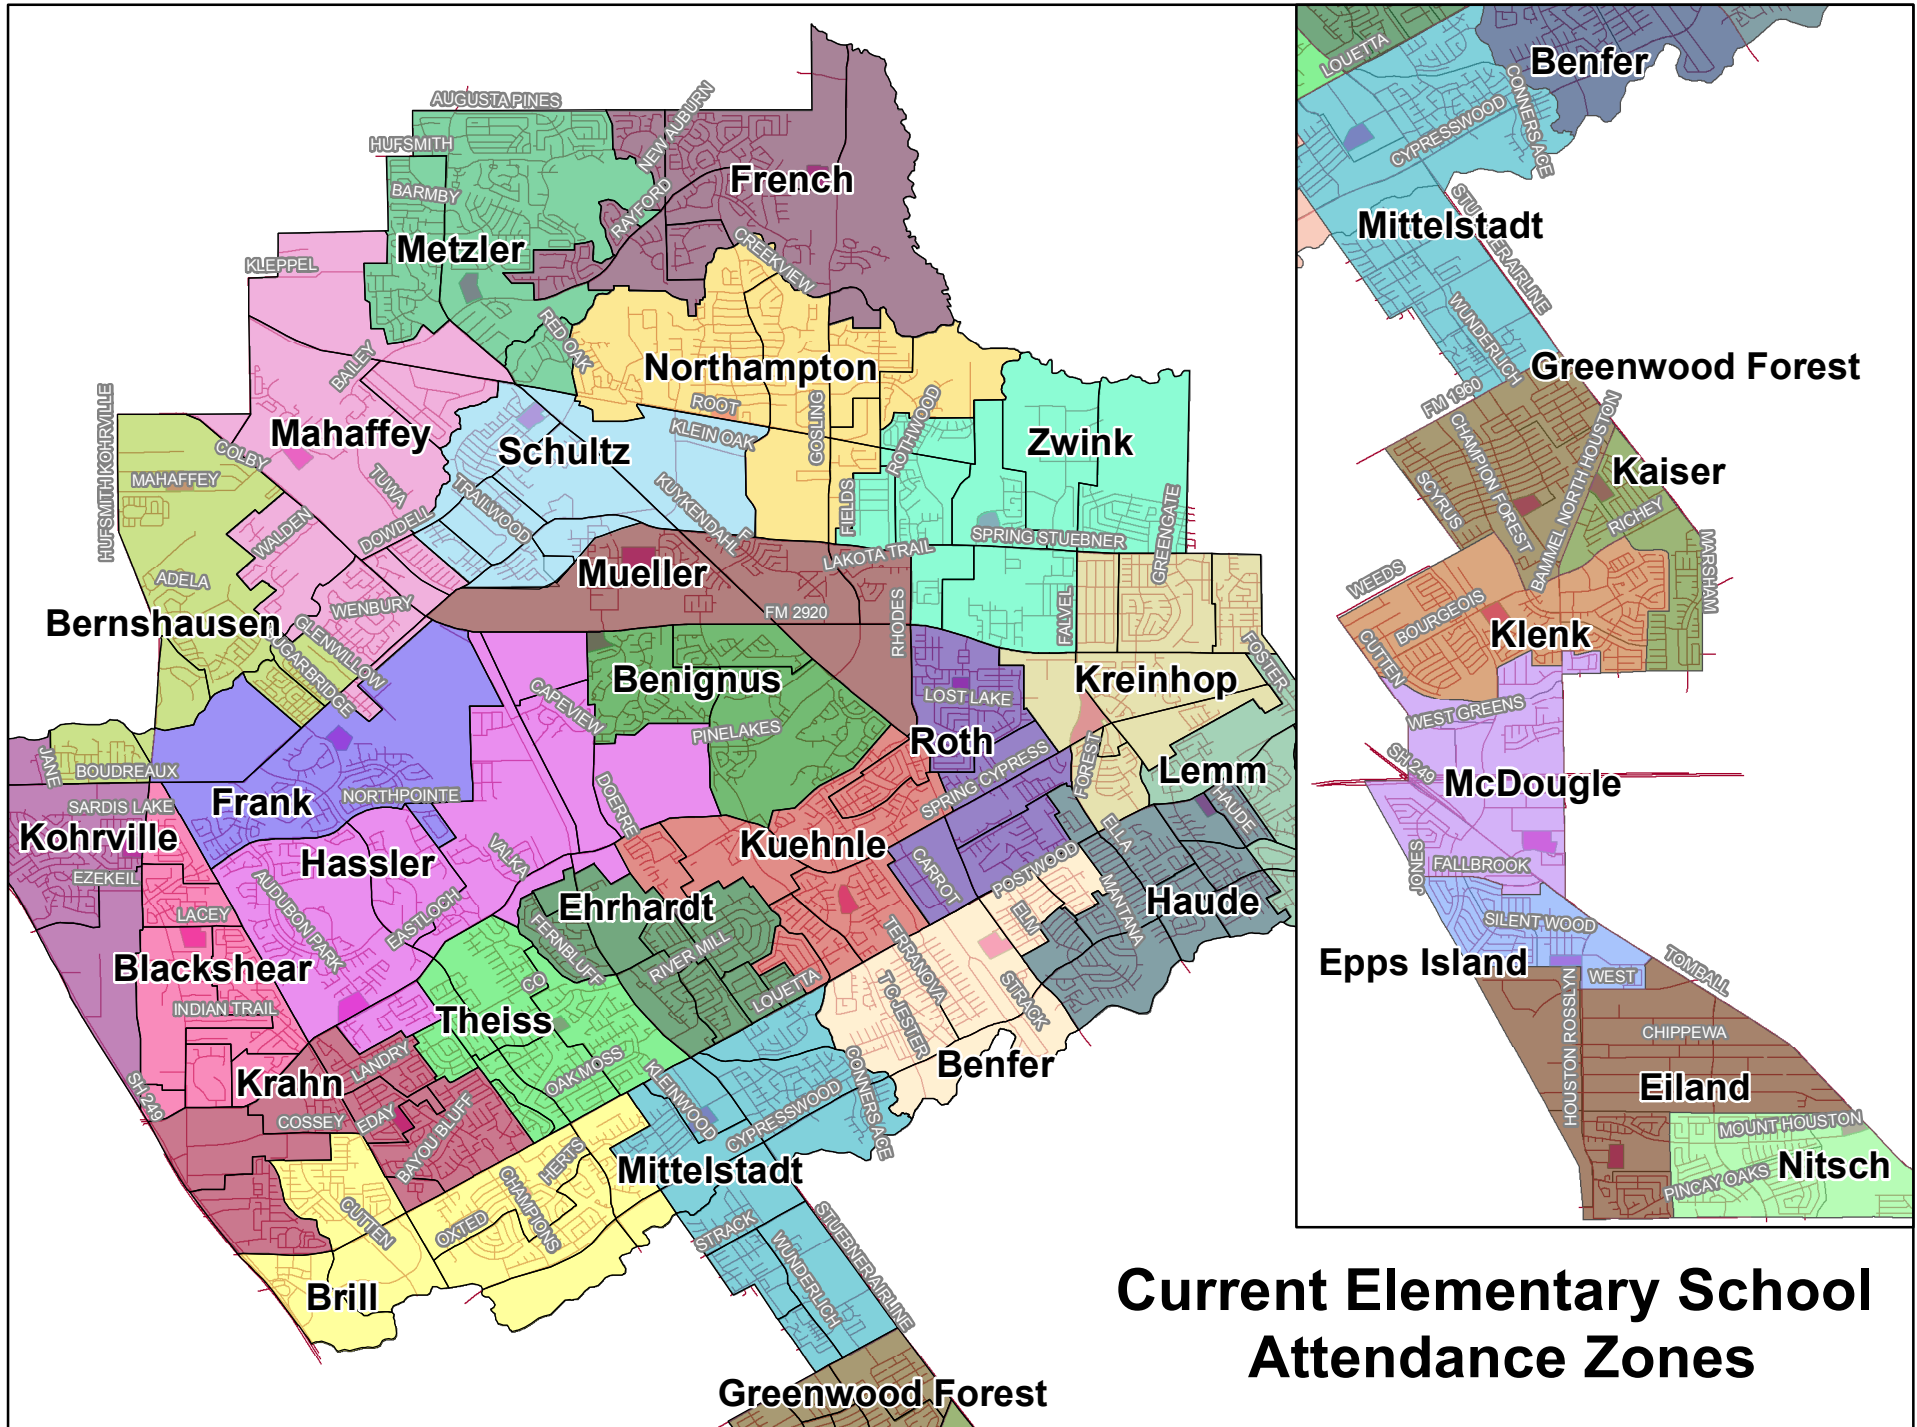 AUGUSTA PINES
HUFSMITH
NEW AUBURN
BARMBY
French
RAYFORD
Metzler
CREEKVIEW
KLEPPEL
RED OAK
BAILEY
Northampton
ROOT
GOSLING
KLEIN OAK
ROTHWOOD
HUFSMITH KOHRVILLE
Mahaffey
COLBY
Schultz
Zwink
MAHAFFEY
TUWA
TRAILWOOD
KUYKENDAHL
FIELDS
WALDEN
DOWDELL
SPRING STUEBNER
GREENGATE
LAKOTA TRAIL
Mueller
ADELA
WENBURY
FM 2920
RHODES
FALVEL
Bernshausen
GLENWILLOW
FOSTER
Benignus
Kreinhop
CAPEVIEW
LOST LAKE
PINELAKES
Roth
JANE
BOUDREAUX
SPRING CYPRESS
FOREST
Lemm
SARDIS LAKE
Frank
NORTHPOINTE
DOERRE
HAUDE
Kohrville
Kuehnle
ELLA
Hassler
VALKA
EZEKEIL
CARROT
POSTWOOD
AUDUBON PARK
EASTLOCH
LACEY
Ehrhardt
ELM
MANTANA
Haude
FERNBLUFF
RIVER MILL
TERRANOVA
Blackshear
CO
LOUETTA
TC JESTER
STRACK
INDIAN TRAIL
Theiss
LANDRY
OAK MOSS
KLEINWOOD
CONNERS ACE
Benfer
Krahn
SH 249
COSSEY
EDAY
BAYOU BLUFF
CYPRESSWOOD
HERTS
Mittelstadt
CHAMPIONS
CUTTEN
OXTED
STRACK
STUEBNER AIRLINE
WUNDERLICH
Brill
Greenwood Forest
LOUETTA
Benfer
CONNERS ACE
CYPRESSWOOD
Mittelstadt
WUNDERLICH
Greenwood Forest
FM 1960
CHAMPION FOREST
BAMMEL NORTH HOUSTON
Kaiser
SCYRUS
RICHEY
MARSHAM
WEEDS
BOURGEOIS
Klenk
CUTTEN
WEST GREENS
SH 249
McDougle
JONES
FALLBROOK
SILENT WOOD
Epps Island
WEST
TOMBALL
HOUSTON ROSSLYN
CHIPPEWA
Eiland
MOUNT HOUSTON
Nitsch
PINCAY OAKS
Current Elementary School
Attendance Zones